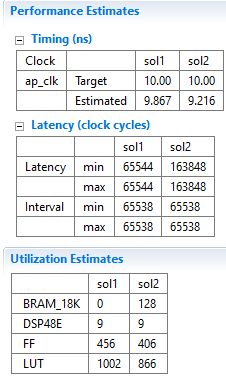 Performance Estimates
Timing (ns)
Clock sol1 sol2
ap_clk Target 10.00 10.00
Estimated 9.867 9.216
Latency (clock cycles)
sol1 sol2
Latency min 65544 163848
max 65544 163848
Interval min 65538 65538
max 65538 65538
Utilization Estimates
sol1 sol2
BRAM_18K 0 128
DSP48E 9 9
FF 456 406
LUT 1002 866